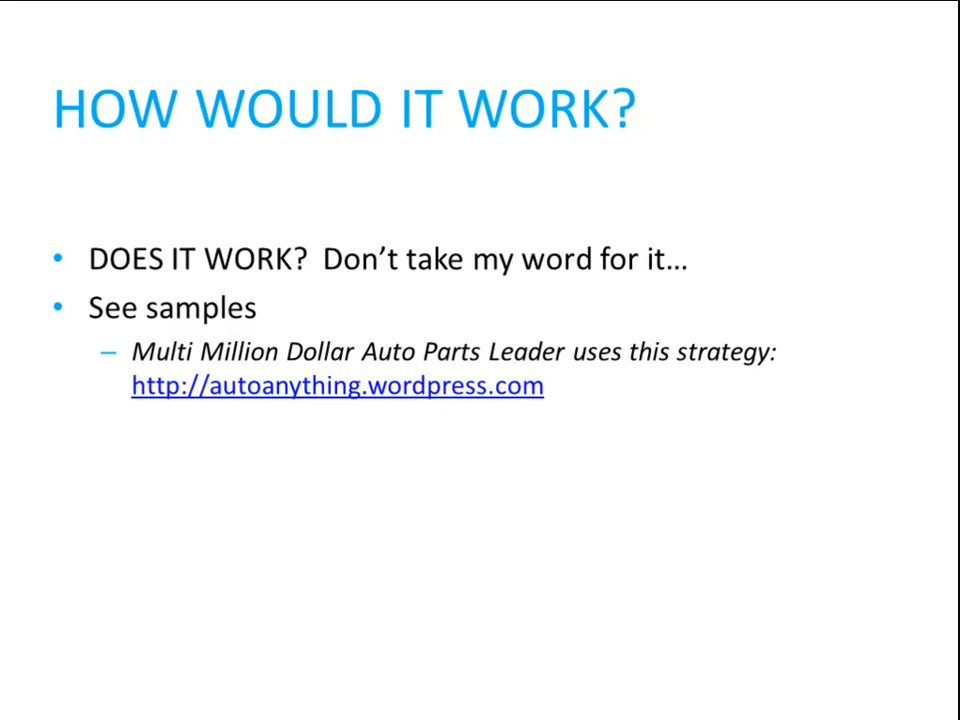 HOW WOULD IT WORK?
• DOES IT WORK?  Don’t take my word for it…
• See samples
– Multi Million Dollar Auto Parts Leader uses this strategy:
http://autoanything.wordpress.com